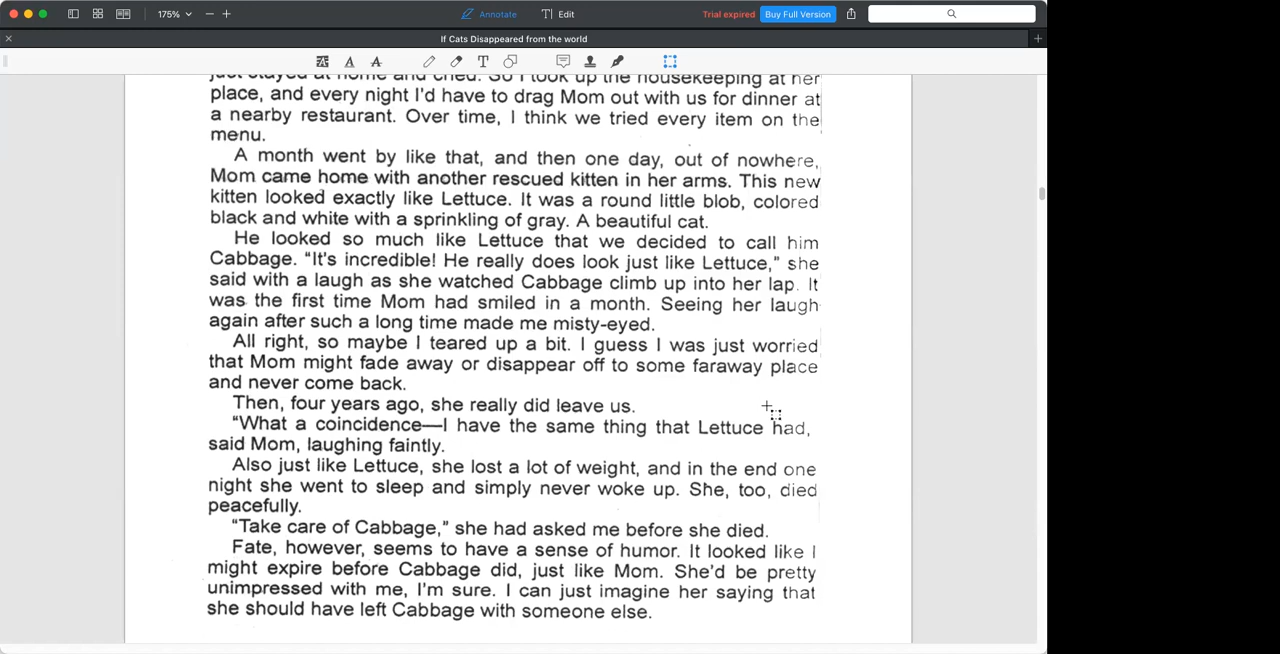 175%
Annotate
Edit
Trial expired
Buy Full Version
If Cats Disappeared from the world
just stayed at home and cried. So I took up the housekeeping at her
place, and every night I'd have to drag Mom out with us for dinner at
a nearby restaurant. Over time, I think we tried every item on the
menu.
A month went by like that, and then one day, out of nowhere,
Mom came home with another rescued kitten in her arms. This new
kitten looked exactly like Lettuce. It was a round little blob, colored
black and white with a sprinkling of gray. A beautiful cat.
He looked so much like Lettuce that we decided to call him
Cabbage. “It's incredible! He really does look just like Lettuce,” she
said with a laugh as she watched Cabbage climb up into her lap. It
was the first time Mom had smiled in a month. Seeing her laugh
again after such a long time made me misty-eyed.
All right, so maybe I teared up a bit. I guess I was just worried
that Mom might fade away or disappear off to some faraway place
and never come back.
Then, four years ago, she really did leave us.
“What a coincidence—I have the same thing that Lettuce had,
said Mom, laughing faintly.
Also just like Lettuce, she lost a lot of weight, and in the end one
night she went to sleep and simply never woke up. She, too, died
peacefully.
“Take care of Cabbage,” she had asked me before she died.
Fate, however, seems to have a sense of humor. It looked like I
might expire before Cabbage did, just like Mom. She'd be pretty
unimpressed with me, I'm sure. I can just imagine her saying that
she should have left Cabbage with someone else.